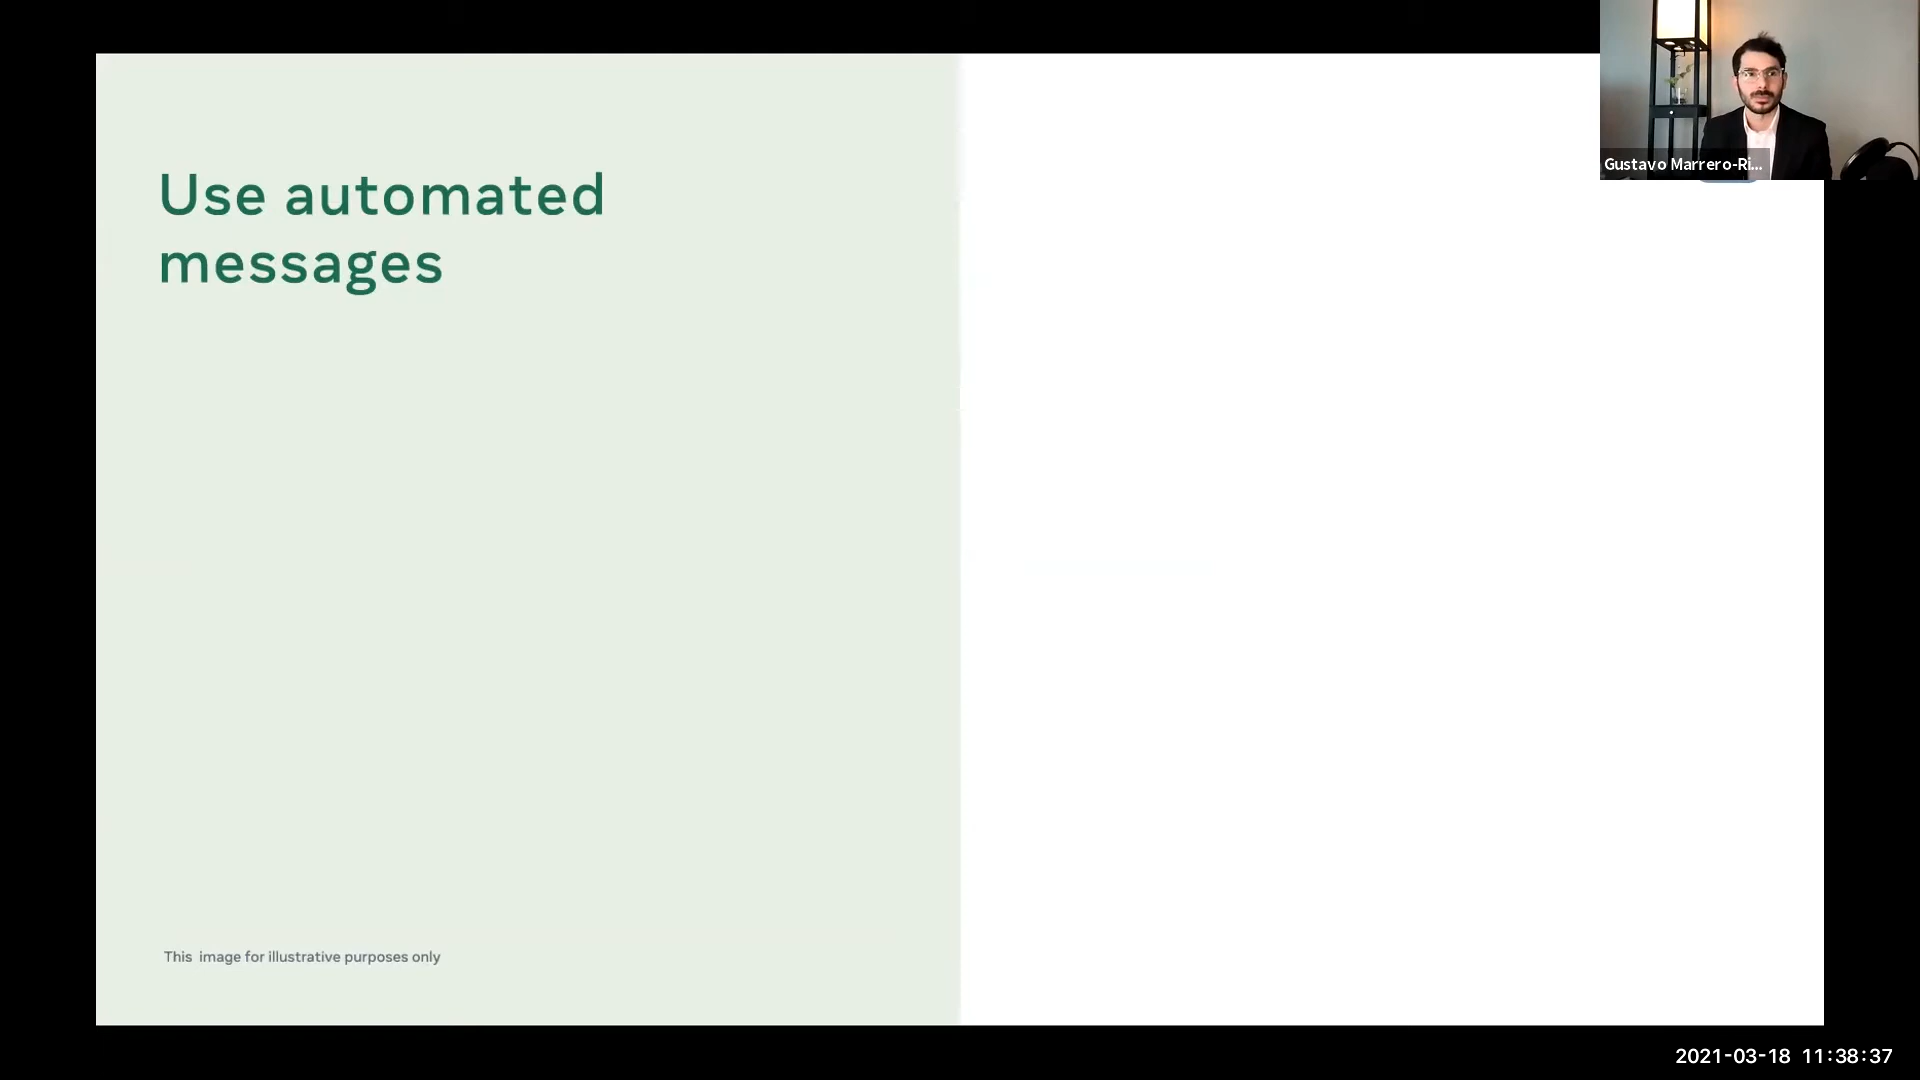 Use automated
messages
Gustavo Marrero-Ri...
This image for illustrative purposes only
2021-03-18 11:38:37